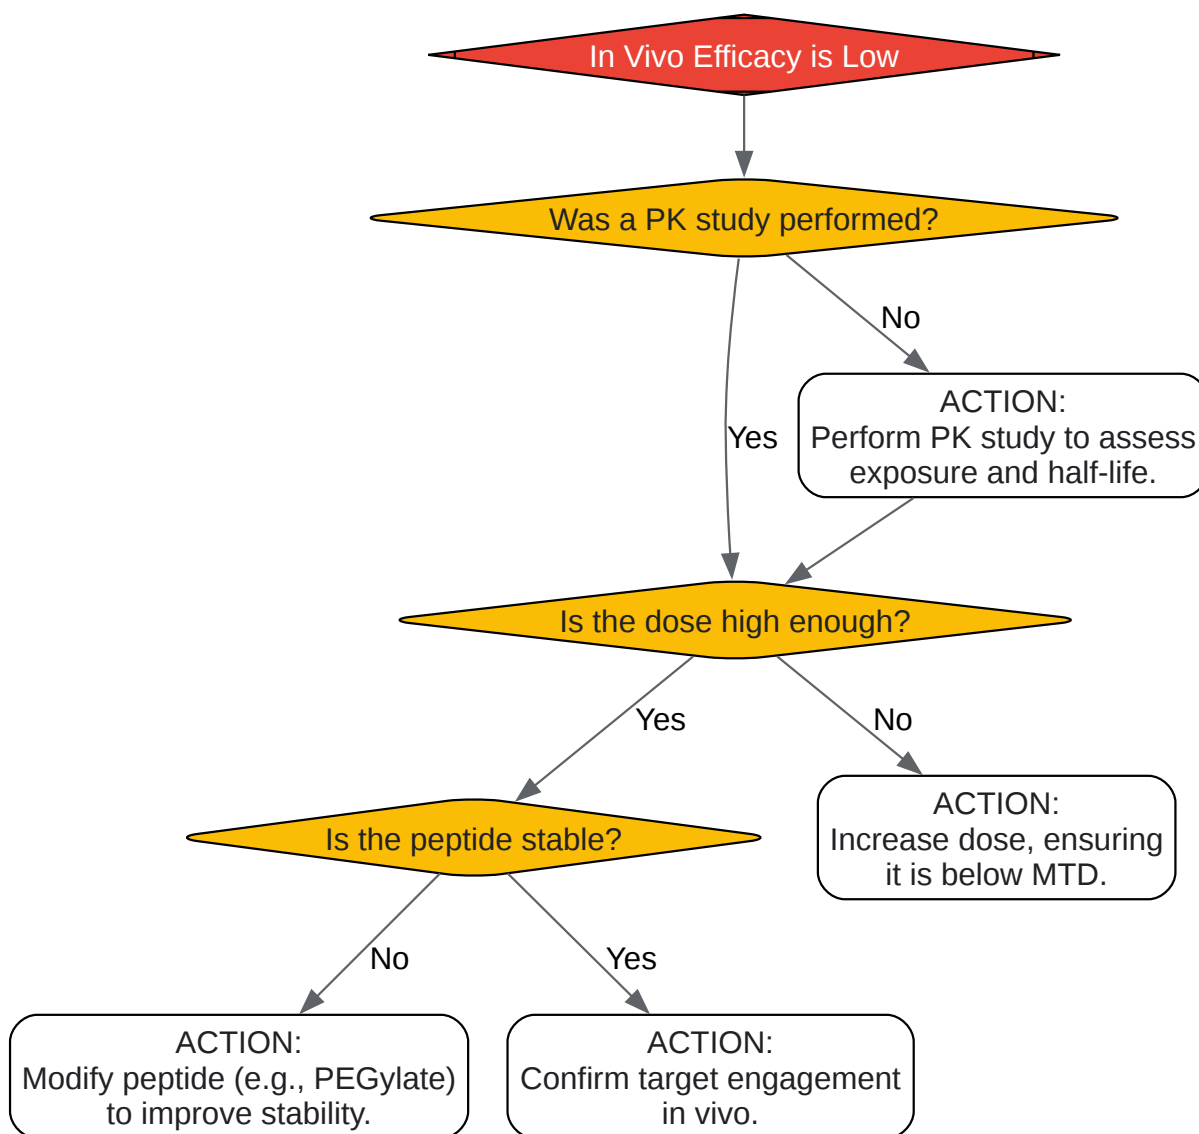 In Vivo Efficacy is Low
Was a PK study performed?
No
ACTION:
Perform PK study to assess
exposure and half-life.
Yes
Is the dose high enough?
Yes
No
ACTION:
Increase dose, ensuring
it is below MTD.
Is the peptide stable?
No
Yes
ACTION:
Modify peptide (e.g., PEGylate)
to improve stability.
ACTION:
Confirm target engagement
in vivo.